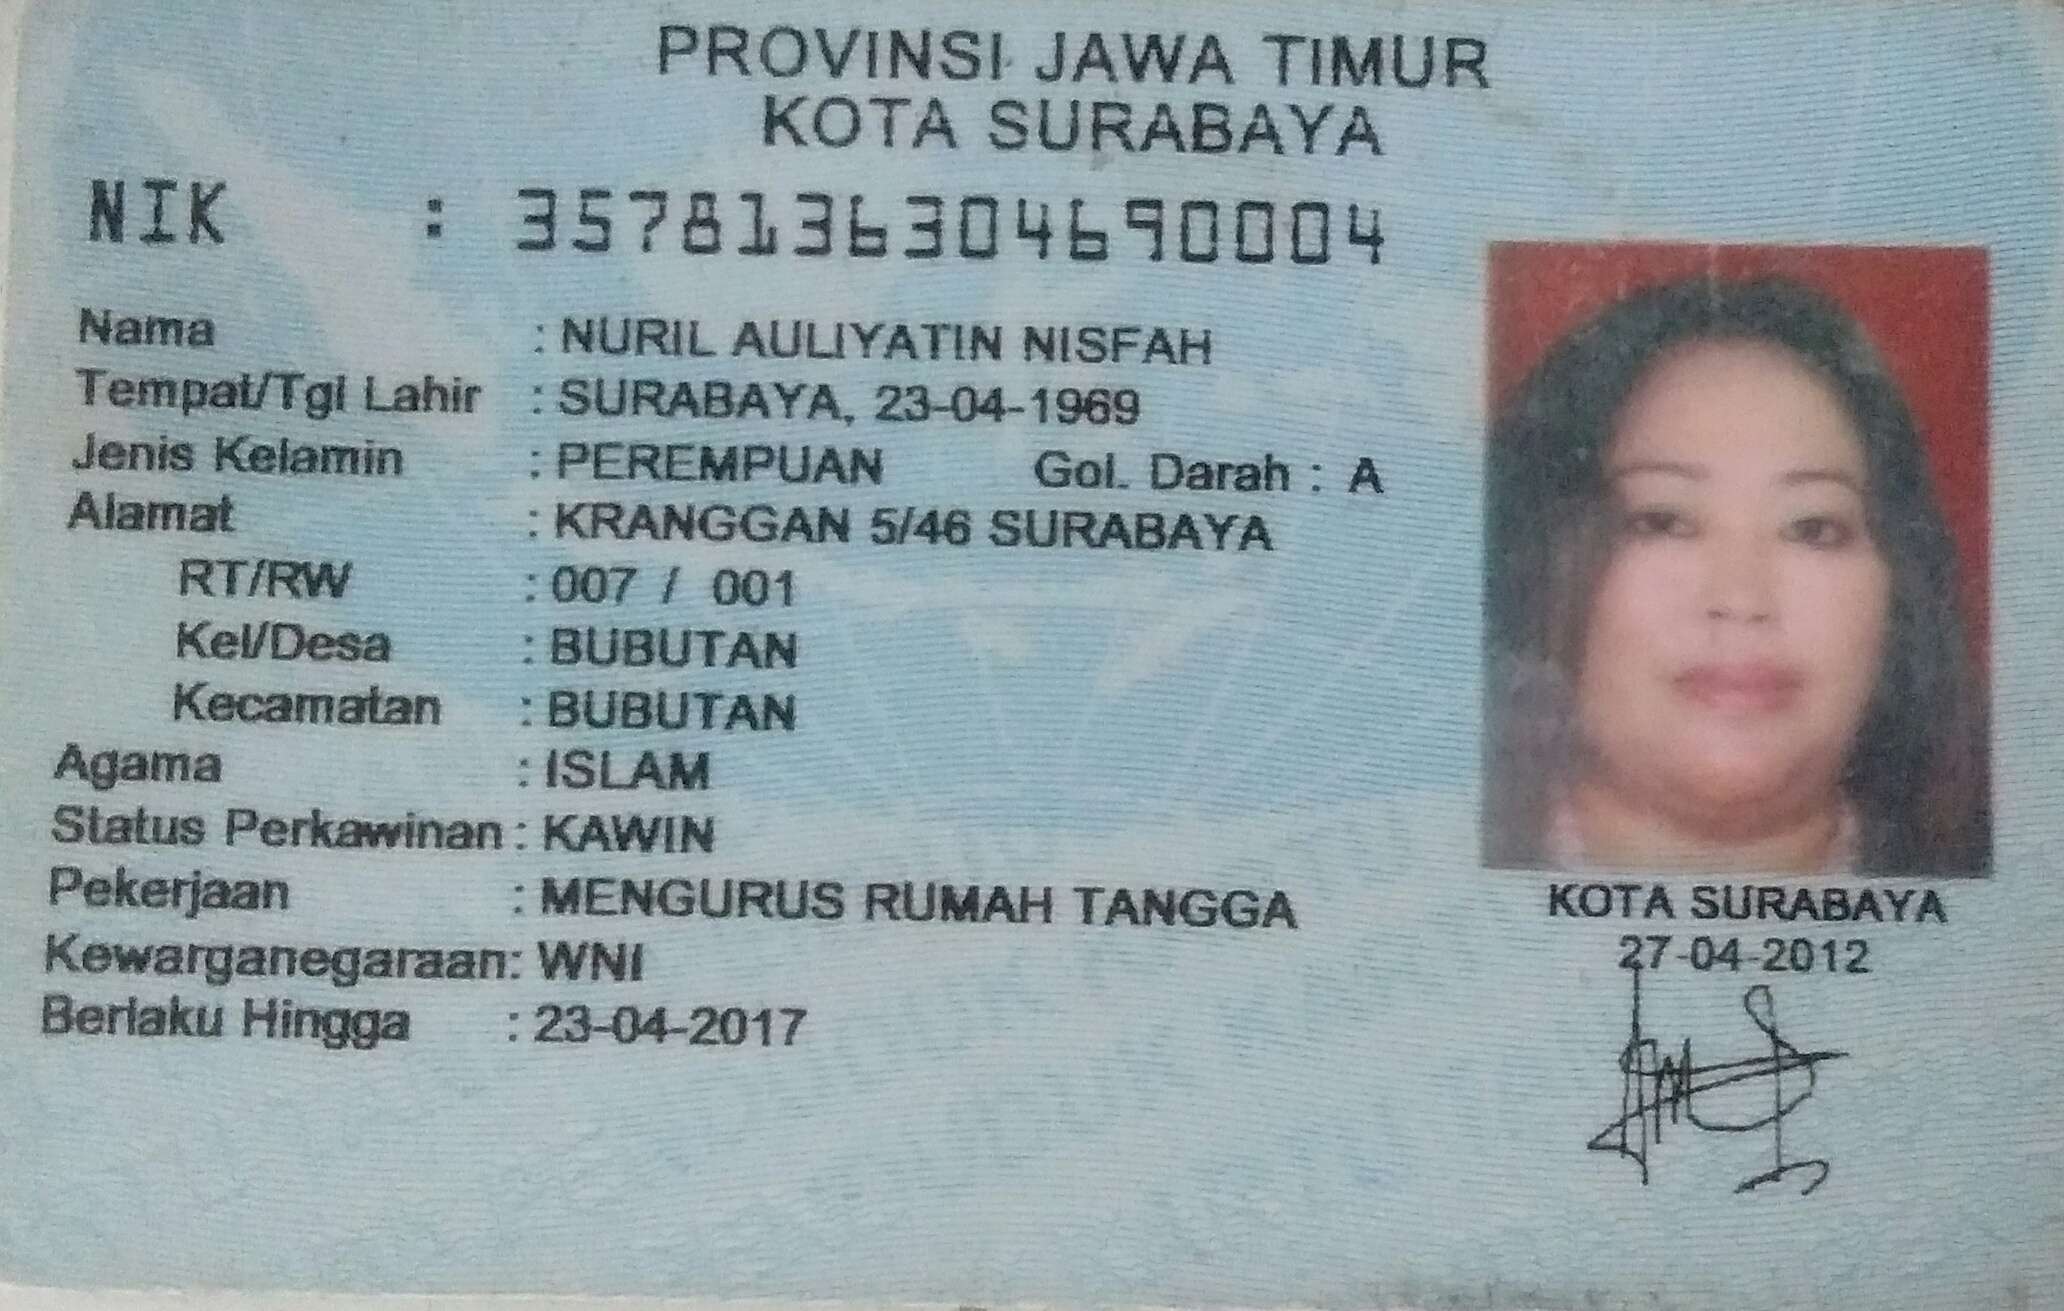 PROVINSI JAWA TIMUR
KOTA SURABAYA
NIK : 3578136304690004
Nama : NURIL AULIYATIN NISFAH
Tempat/Tgl Lahir : SURABAYA, 23-04-1969
Jenis Kelamin : PEREMPUAN Gol. Darah : A
Alamat : KRANGGAN 5/46 SURABAYA
RT/RW : 007 / 001
Kel/Desa : BUBUTAN
Kecamatan : BUBUTAN
Agama : ISLAM
Status Perkawinan : KAWIN
Pekerjaan : MENGURUS RUMAH TANGGA
Kewarganegaraan: WNI
Berlaku Hingga : 23-04-2017
KOTA SURABAYA
27-04-2012